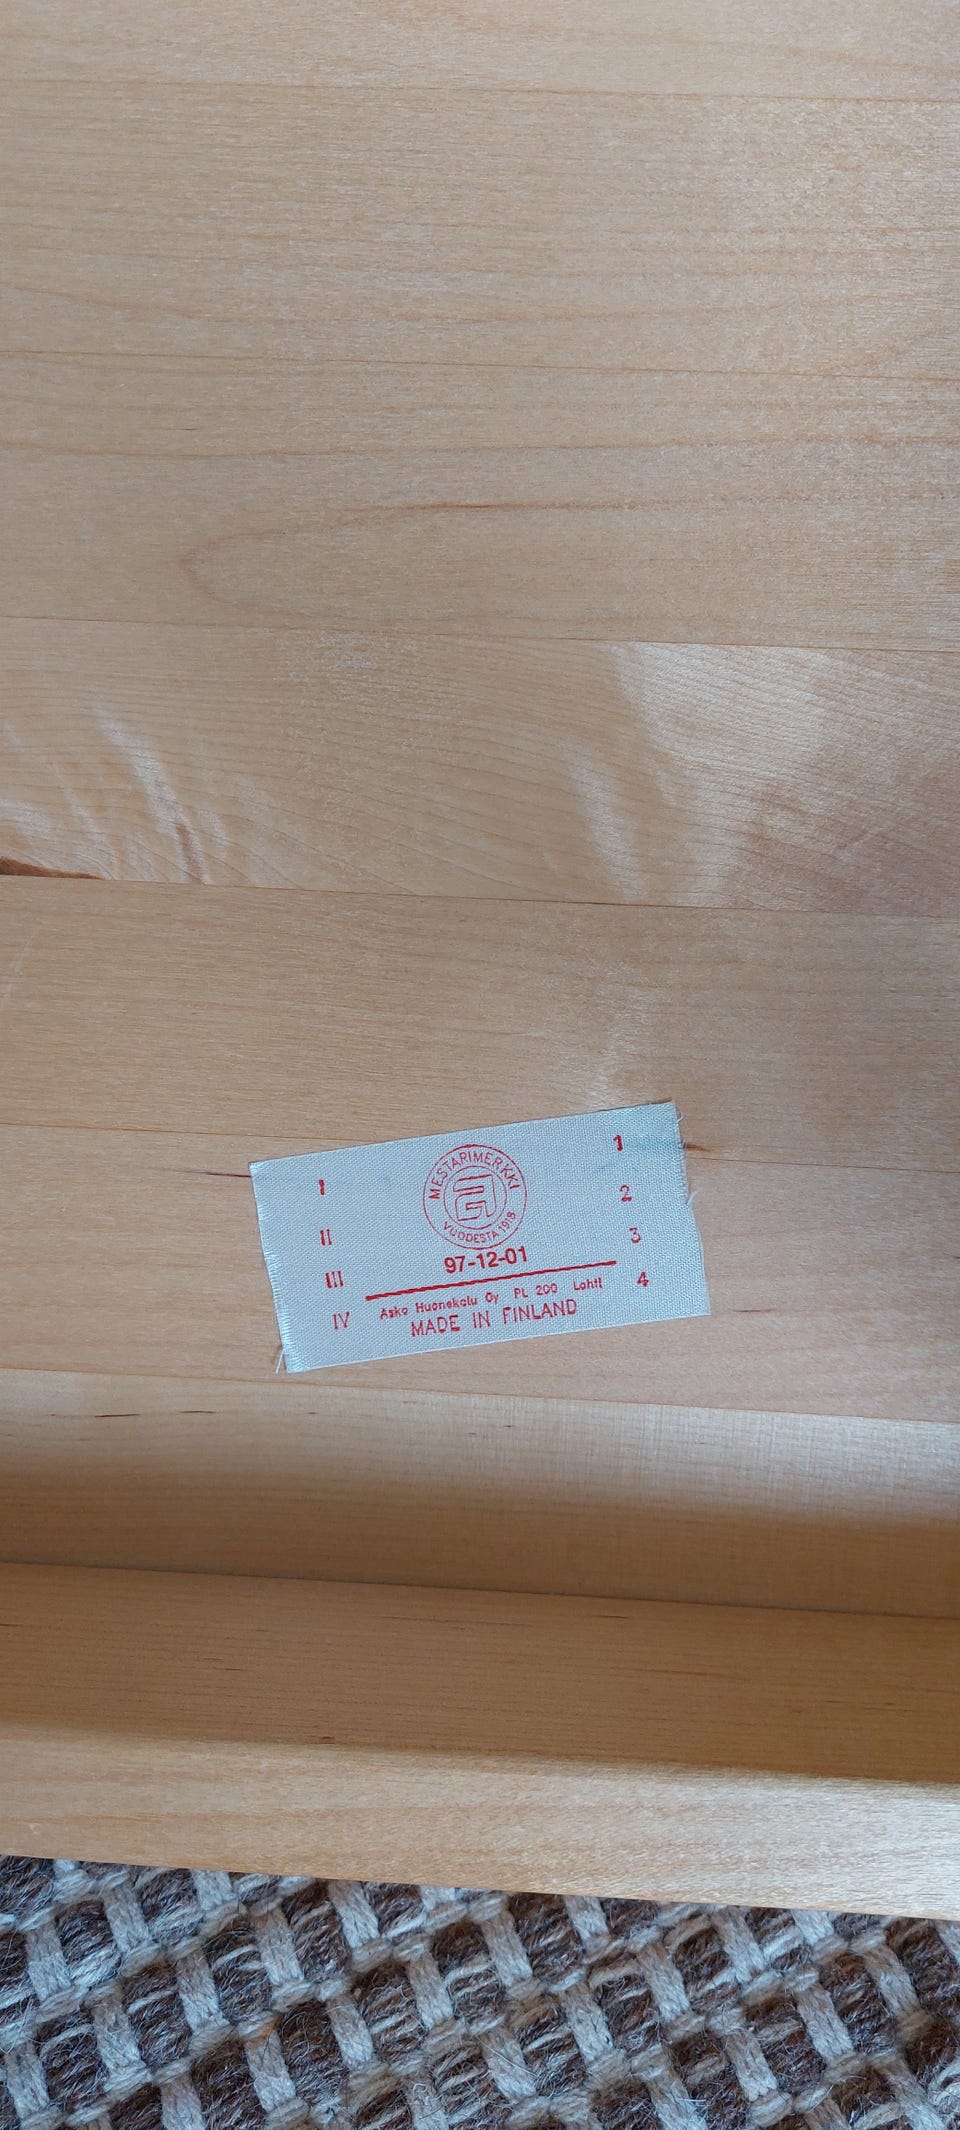 MESTARIMERKKI
a
VUODESTA 1918
I 1
II 2
III 3
IV 4
97-12-01
Asko Huonekalu Oy PL 200 Lahti
MADE IN FINLAND